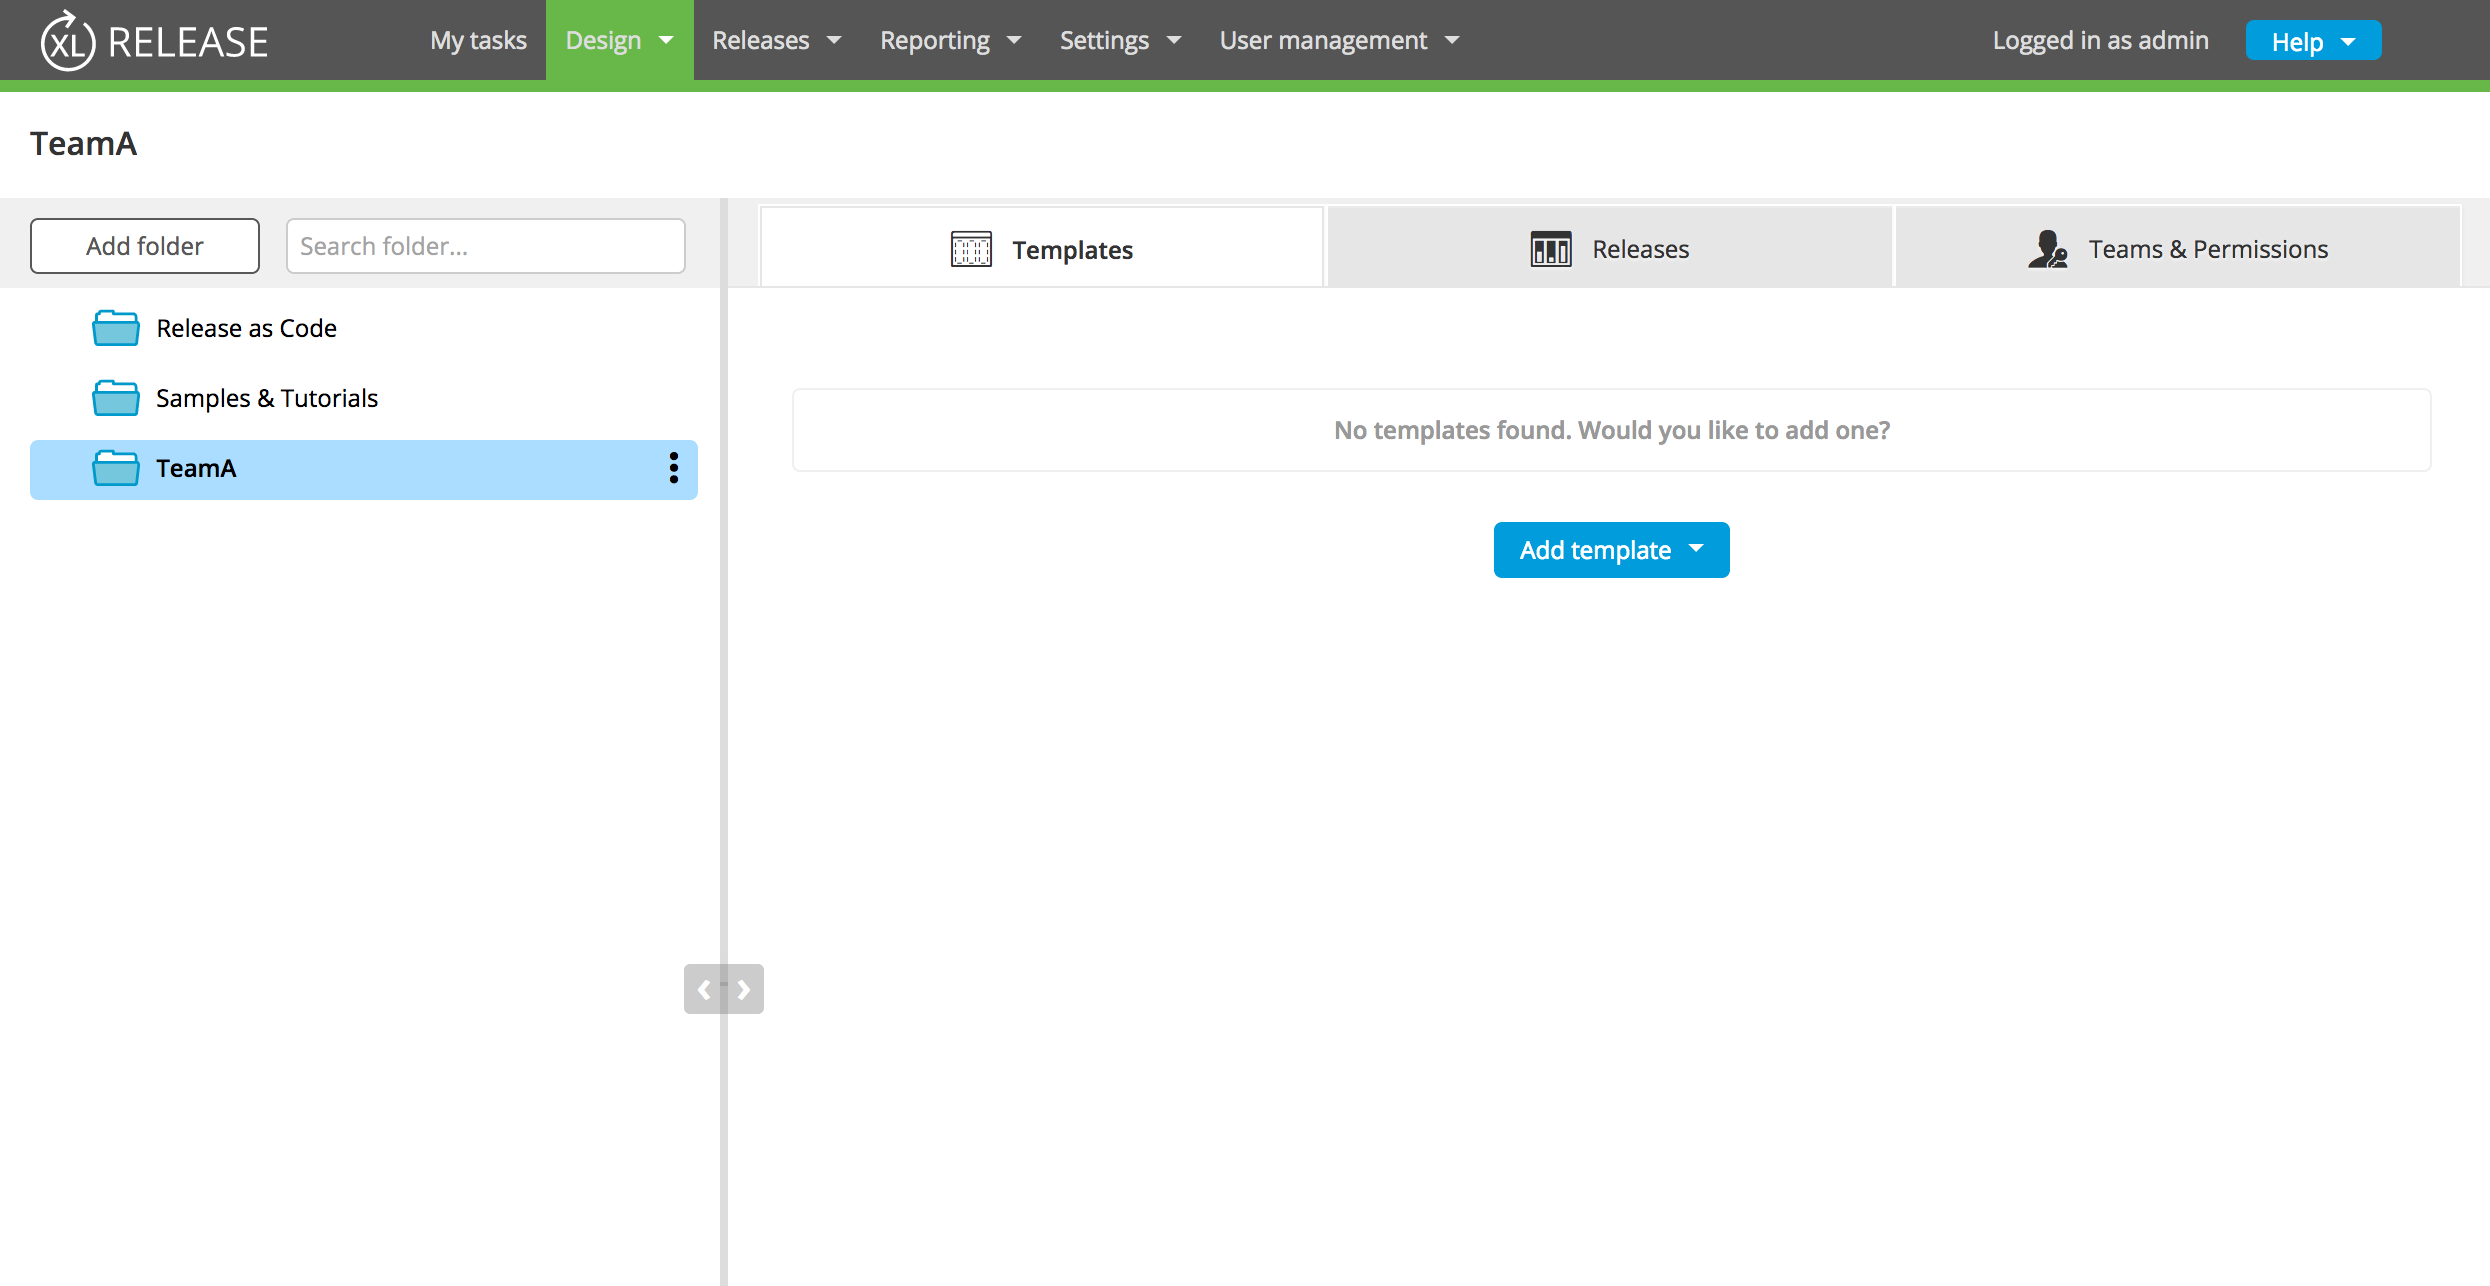 XL RELEASE My tasks Design Releases Reporting Settings User management Logged in as admin Help
TeamA
Add folder Search folder... Templates Releases Teams & Permissions
Release as Code
Samples & Tutorials
TeamA
No templates found. Would you like to add one?
Add template